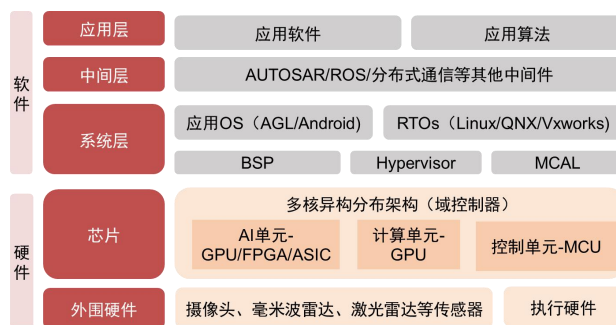 软件
应用层
应用软件
应用算法
中间层
AUTOSAR/ROS/分布式通信等其他中间件
系统层
应用OS（AGL/Android)
RTOs（Linux/QNX/Vxworks)
BSP
Hypervisor
MCAL
硬件
芯片
多核异构分布架构（域控制器）
AI单元-
GPU/FPGA/ASIC
计算单元-
GPU
控制单元-MCU
外围硬件
摄像头、毫米波雷达、激光雷达等传感器
执行硬件